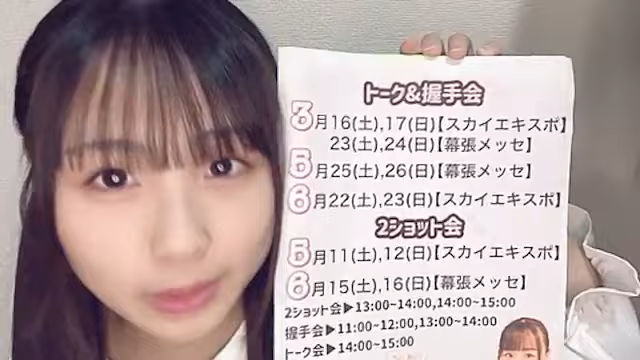 トーク&握手会
3月16(土),17(日)【スカイエキスポ】
23(土),24(日)【幕張メッセ】
5月25(土),26(日)【幕張メッセ】
6月22(土),23(日)【スカイエキスポ】
2ショット会
5月11(土),12(日)【スカイエキスポ】
6月15(土),16(日)【幕張メッセ】
2ショット会▶13:00~14:00,14:00~15:00
握手会▶11:00~12:00,13:00~14:00
トーク会▶14:00~15:00